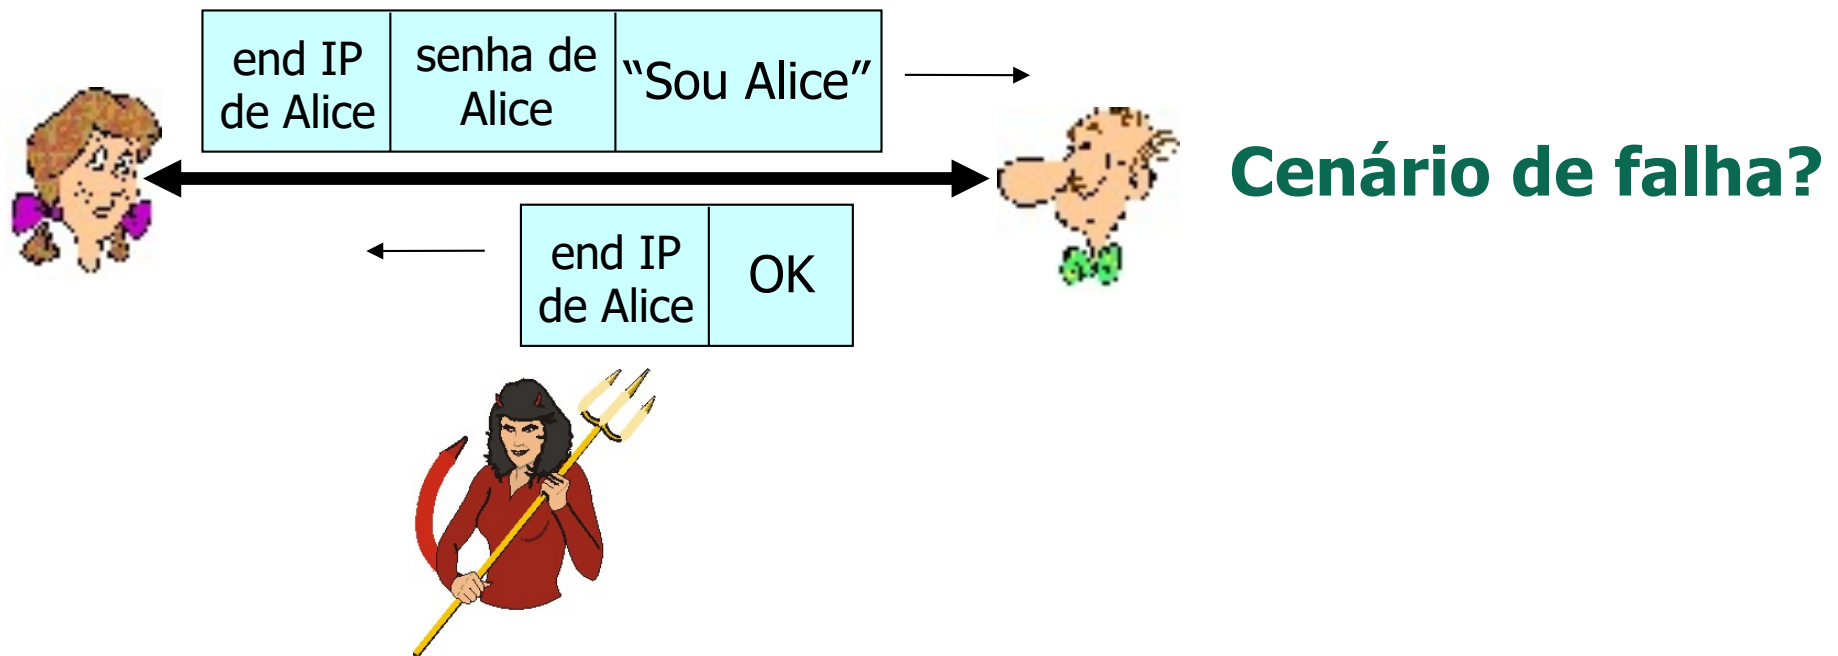 end IP
de Alice
senha de
Alice
“Sou Alice”
Cenário de falha?
end IP
de Alice
OK